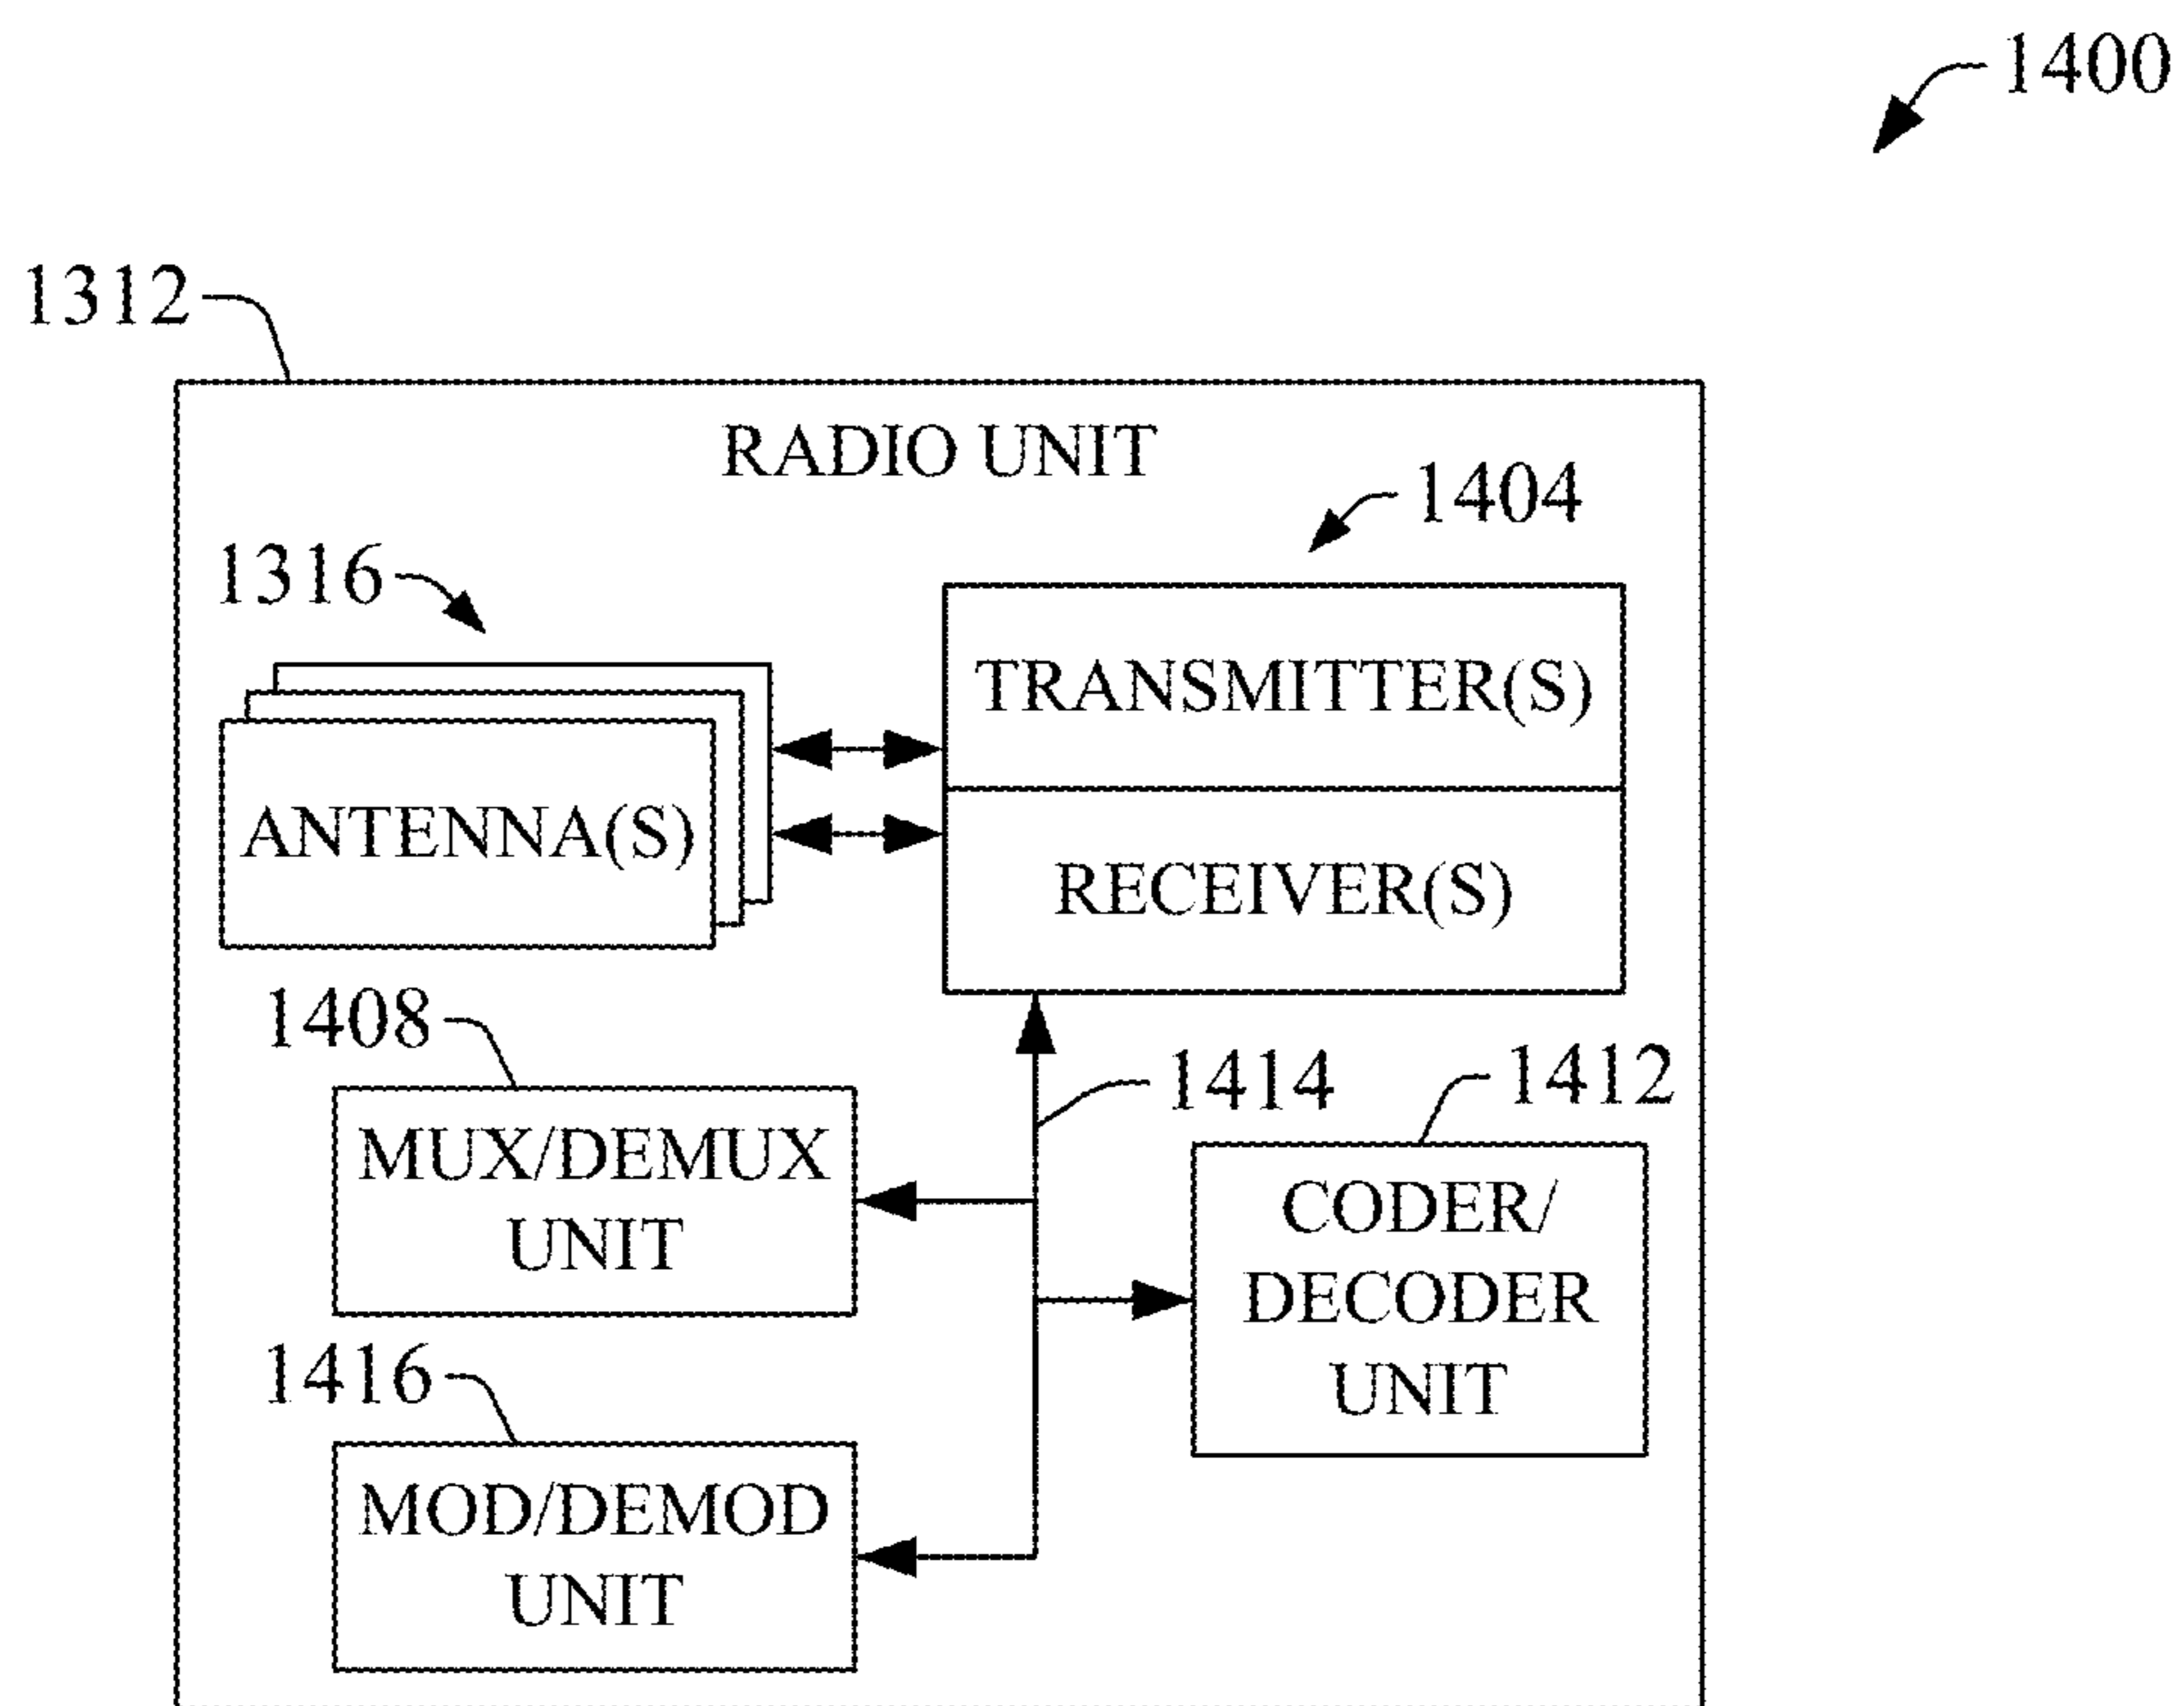 1400
1312
RADIO UNIT
1404
1316
TRANSMITTER(S)
ANTENNA(S)
RECEIVER(S)
1408
1414
1412
MUX/DEMUX
UNIT
CODER/
DECODER
UNIT
1416
MOD/DEMOD
UNIT